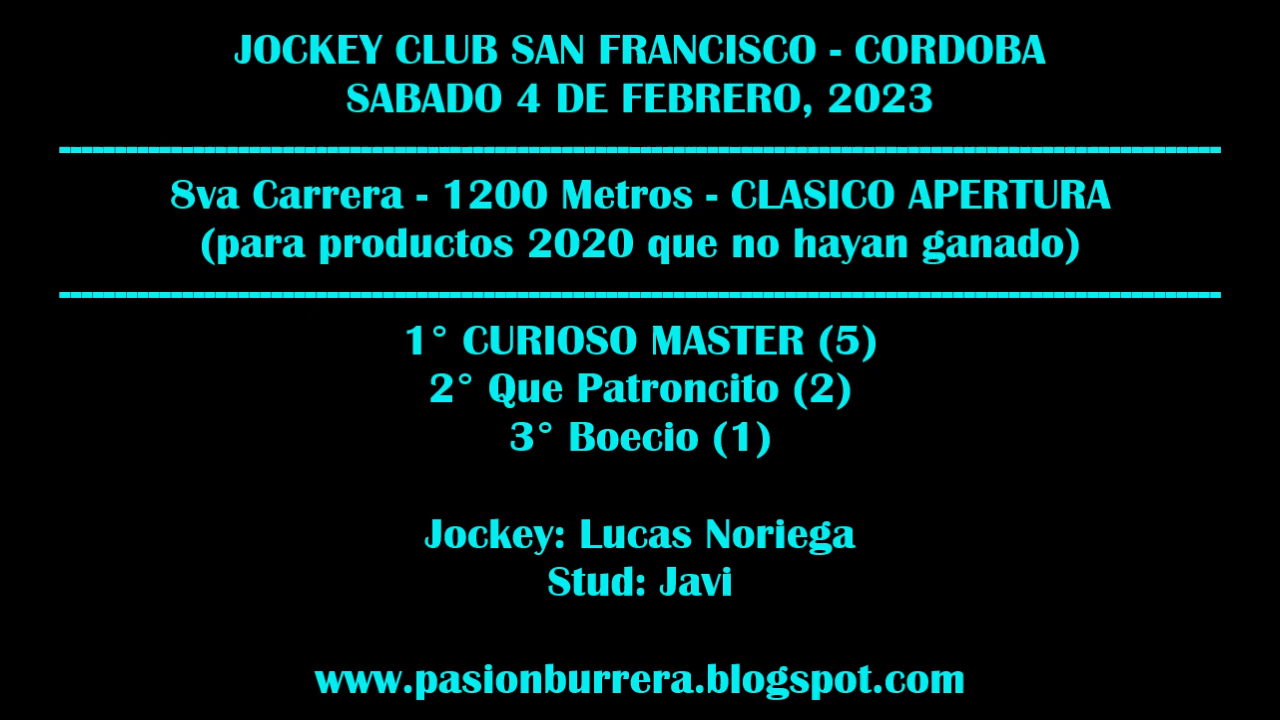 JOCKEY CLUB SAN FRANCISCO - CORDOBA
SABADO 4 DE FEBRERO, 2023
8va Carrera - 1200 Metros - CLASICO APERTURA
(para productos 2020 que no hayan ganado)
1° CURIOSO MASTER (5)
2° Que Patroncito (2)
3° Boecio (1)
Jockey: Lucas Noriega
Stud: Javi
www.pasionburrera.blogspot.com